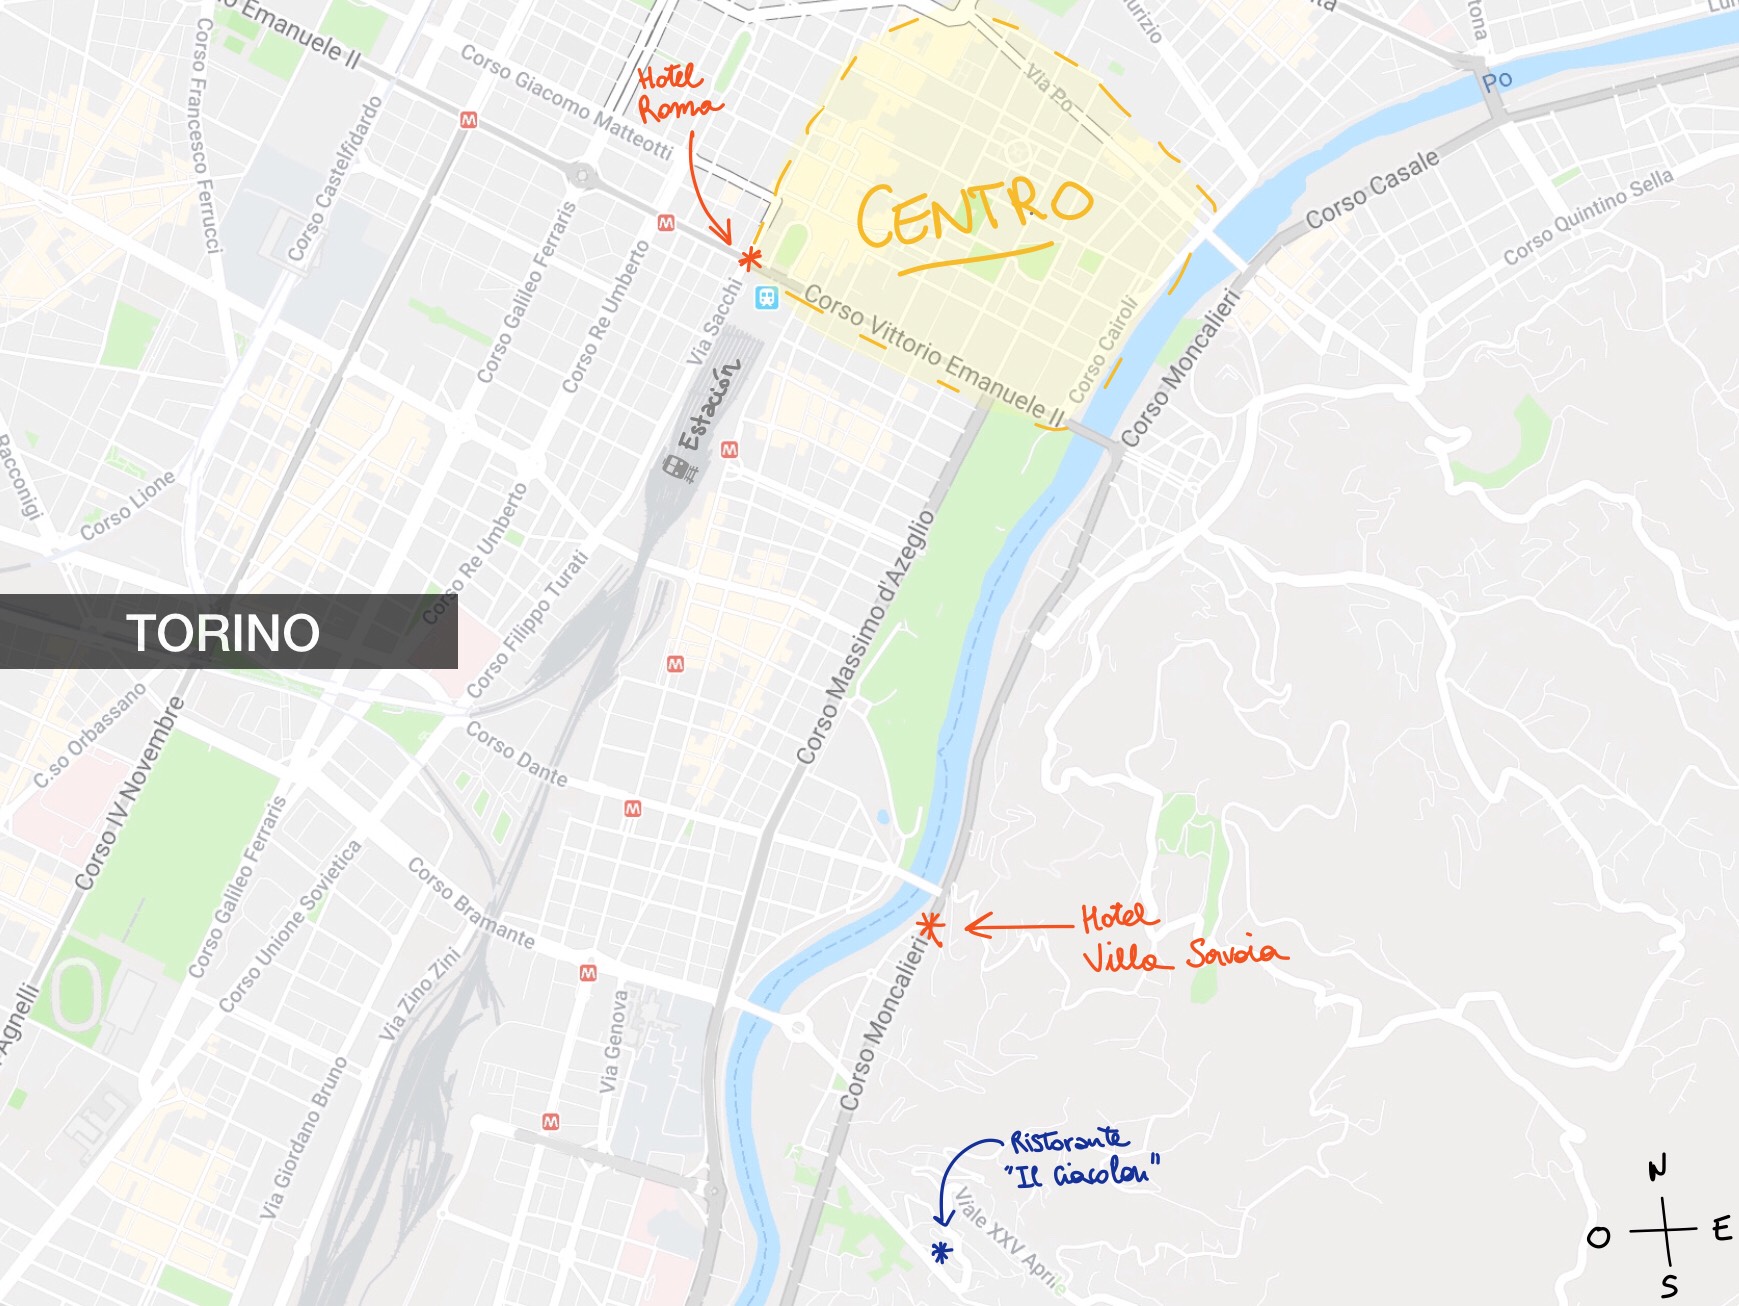 o Emanuele II
Corso Francesco Ferrucci
Corso Castelfidardo
Corso Giacomo Matteotti
Hotel
Roma
Via Po
Po
Corso Casale
Corso Quintino Sella
CENTRO
Corso Galileo Ferraris
Corso Re Umberto
Via Sacchi
Corso Vittorio Emanuele II
Corso Cairoli
Corso Moncalieri
Estación
Racconigi
Corso Lione
Corso Re Umberto
Corso Filippo Turati
Corso Massimo d'Azeglio
TORINO
C.so Orbassano
Corso IV Novembre
Corso Dante
Corso Galileo Ferraris
Corso Unione Sovietica
Corso Bramante
Via Zino Zini
Agnelli
Via Genova
Via Giordano Bruno
Hotel
Villa Savoia
Corso Moncalieri
Ristorante
"Il Ciacolon"
Viale XXV Aprile
N
O E
S
M
M
M
M
M
M
M